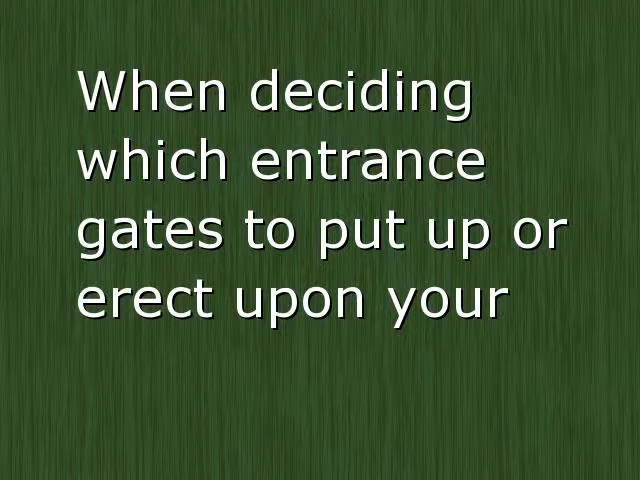 When deciding
which entrance
gates to put up or
erect upon your